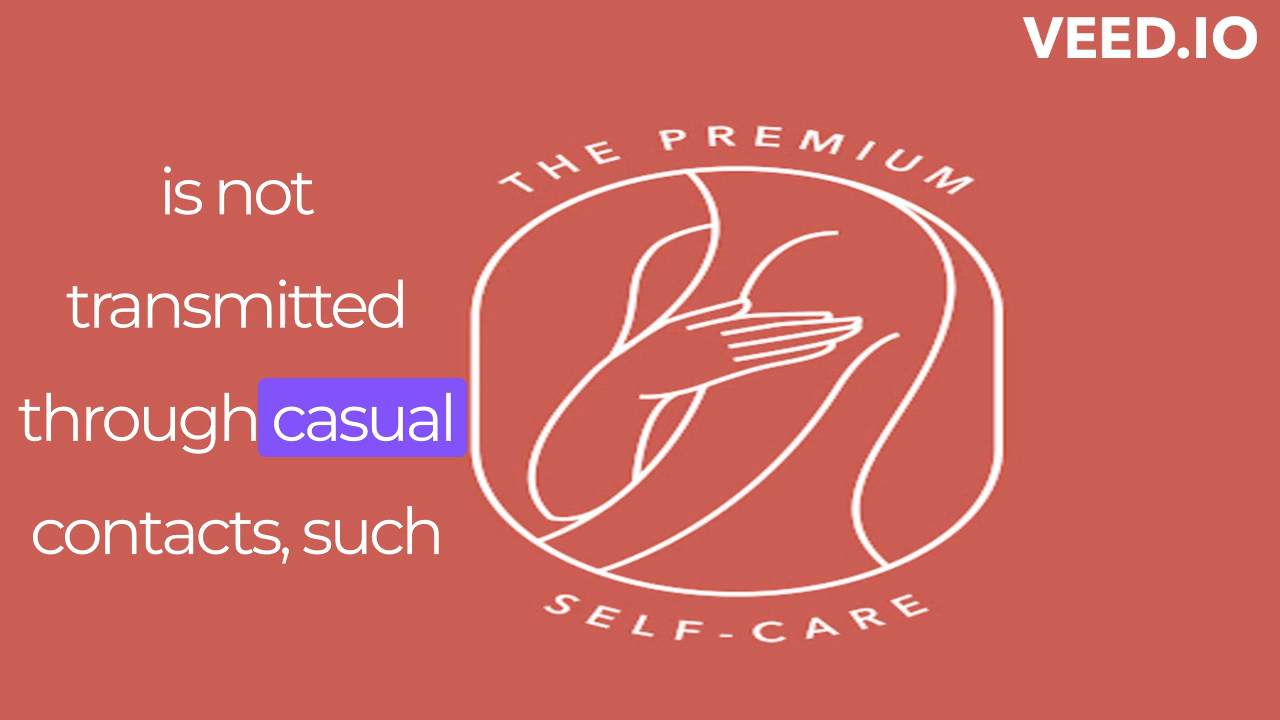 VEED.IO
THE PREMIUM
is not
transmitted
through casual
contacts, such
SELF-CARE